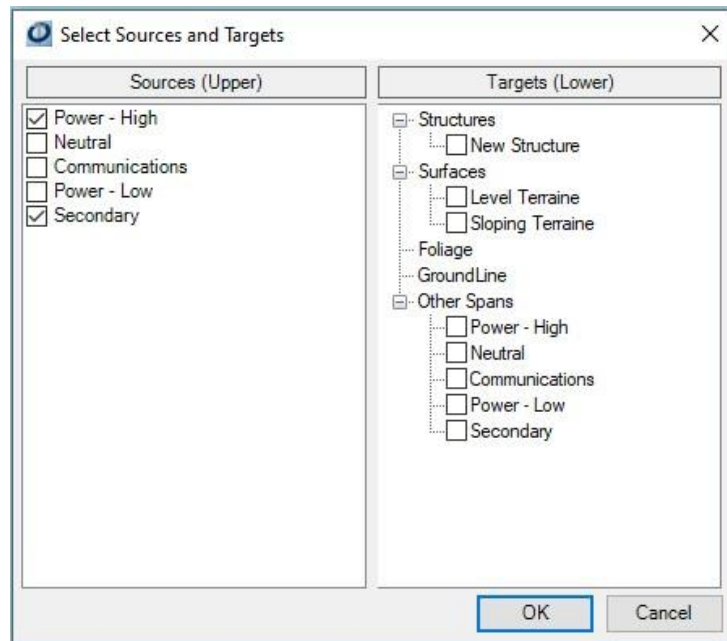 Select Sources and Targets
Sources (Upper)
Power - High
Neutral
Communications
Power - Low
Secondary
Targets (Lower)
Structures
New Structure
Surfaces
Level Terraine
Sloping Terraine
Foliage
GroundLine
Other Spans
Power - High
Neutral
Communications
Power - Low
Secondary
OK
Cancel